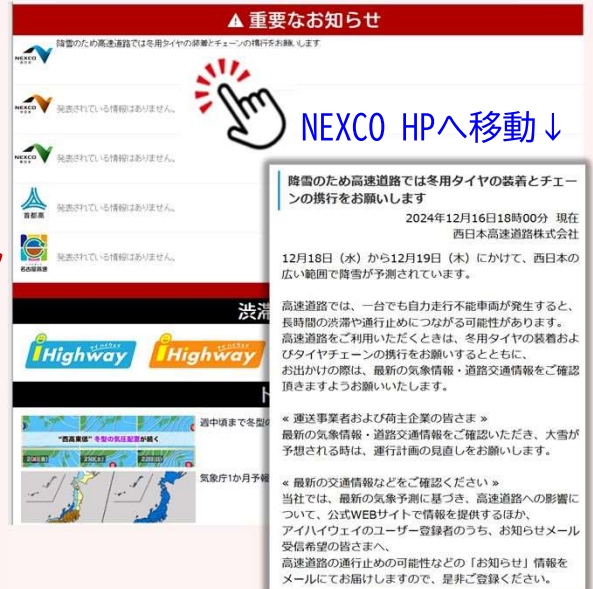 重要なお知らせ
NEXCO
降雪のため高速道路では冬用タイヤの装着とチェーンの携行をお願いします
NEXCO
発表されている情報はありません。
NEXCO
発表されている情報はありません。
首都高
発表されている情報はありません。
名古屋高速
発表されている情報はありません。
NEXCO HPへ移動↓
渋滞
アイハイウェイ
iHighway
アイハイウェイ
iHighway
週中頃まで冬型の
"西高東低" 冬型の気圧配置が続く
気象庁1か月予報
降雪のため高速道路では冬用タイヤの装着とチェー
ンの携行をお願いします
2024年12月16日18時00分 現在
西日本高速道路株式会社
12月18日(水)から12月19日(木)にかけて、西日本の
広い範囲で降雪が予測されています。
高速道路では、一台でも自力走行不能車両が発生すると、
長時間の渋滞や通行止めにつながる可能性があります。
高速道路をご利用いただくときは、冬用タイヤの装着およ
びタイヤチェーンの携行をお願いするとともに、
お出かけの際は、最新の気象情報・道路交通情報をご確認
頂きますようお願いいたします。
≪ 運送事業者および荷主企業の皆さま ≫
最新の気象情報・道路交通情報をご確認いただき、大雪が
予想される時は、運行計画の見直しをお願いします。
≪ 最新の交通情報などをご確認ください ≫
当社では、最新の気象予測に基づき、高速道路への影響に
ついて、公式WEBサイトで情報を提供するほか、
アイハイウェイのユーザー登録者のうち、お知らせメール
受信希望の皆さまへ、
高速道路の通行止めの可能性などの「お知らせ」情報を
メールにてお届けしますので、是非ご登録ください。